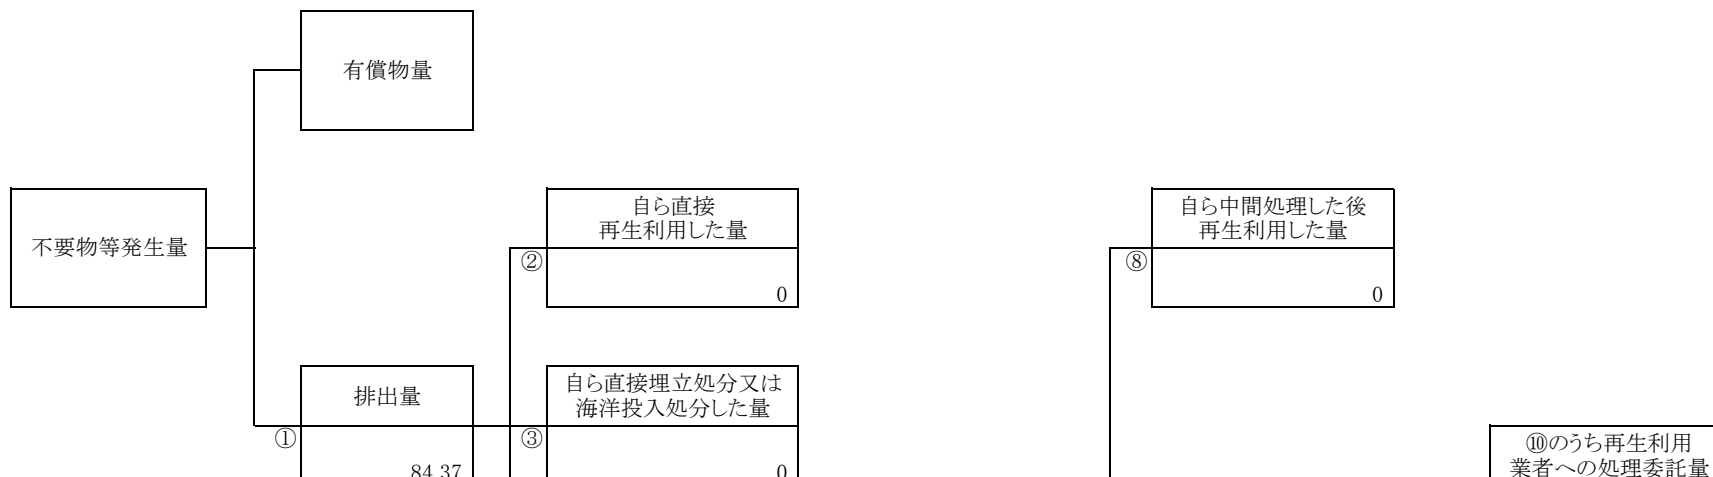 有償物量
自ら直接
再生利用した量
自ら中間処理した後
再生利用した量
不要物等発生量
②
⑧
0
0
排出量
自ら直接埋立処分又は
海洋投入処分した量
①
③
⑩のうち再生利用
業者への処理委託量
84.37
0